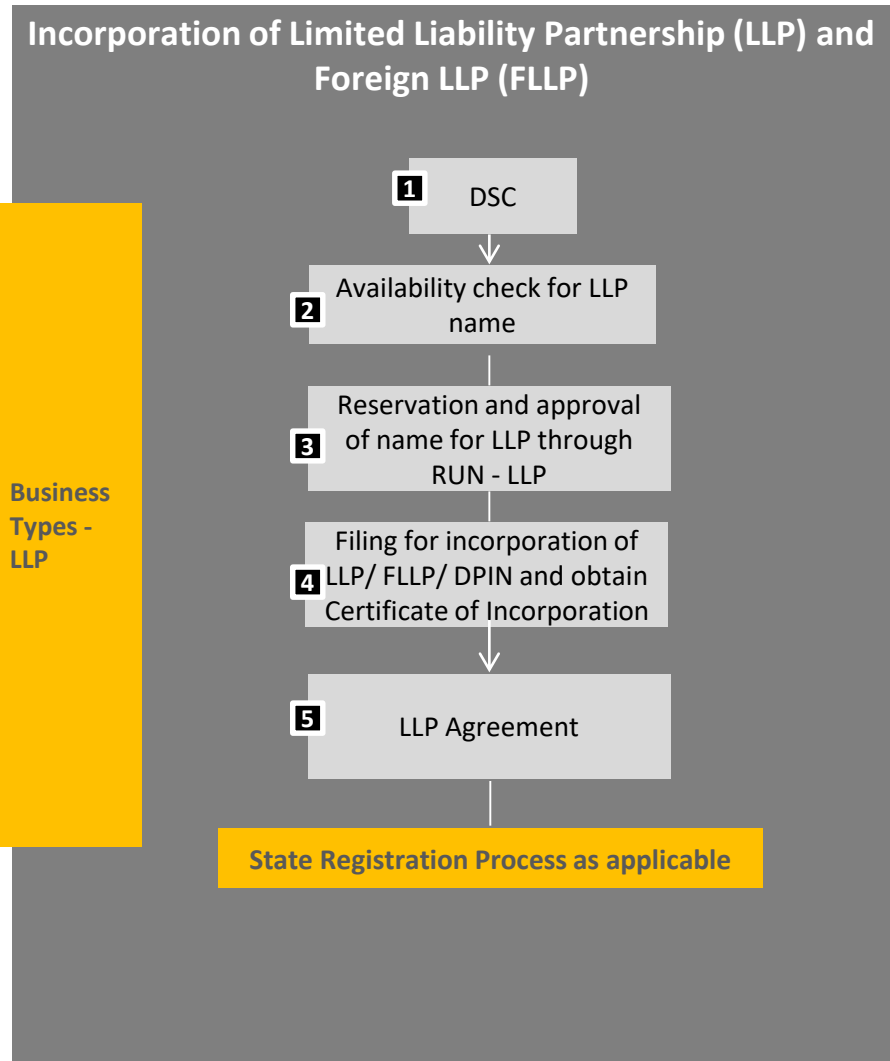 Incorporation of Limited Liability Partnership (LLP) and
Foreign LLP (FLLP)
1
DSC
2
Availability check for LLP
name
3
Reservation and approval
of name for LLP through
RUN - LLP
Business
Types -
LLP
4
Filing for incorporation of
LLP/ FLLP/ DPIN and obtain
Certificate of Incorporation
5
LLP Agreement
State Registration Process as applicable